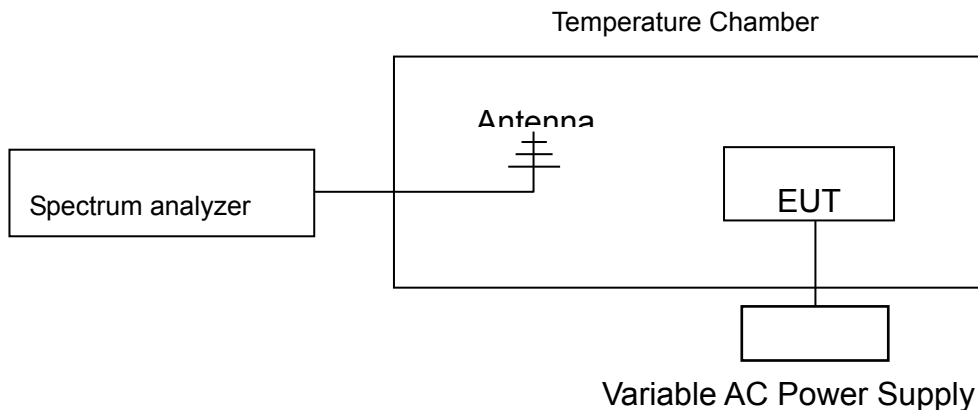 Temperature Chamber
Antenna
Spectrum analyzer
EUT
Variable AC Power Supply